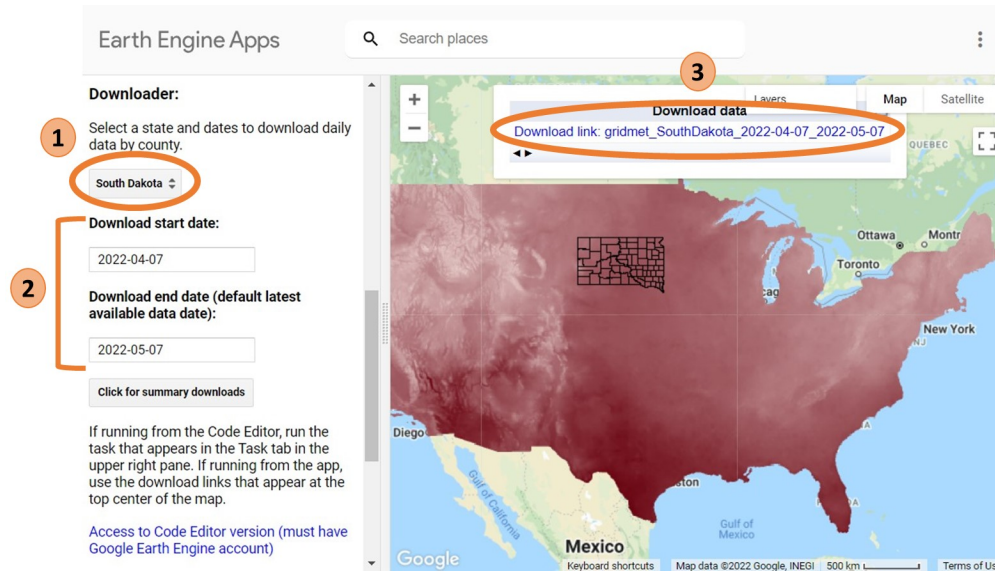 Earth Engine Apps
Search places
Downloader:
1
Select a state and dates to download daily
data by county.
South Dakota
2
Download start date:
2022-04-07
Download end date (default latest
available data date):
2022-05-07
Click for summary downloads
If running from the Code Editor, run the
task that appears in the Task tab in the
upper right pane. If running from the app,
use the download links that appear at the
top center of the map.
Access to Code Editor version (must have
Google Earth Engine account)
3
Layers
Map
Satellite
Download data
Download link: gridmet_SouthDakota_2022-04-07_2022-05-07
QUEBEC
Ottawa
Montr
Toronto
cag
New York
NJ
Diego
ston
Gulf of
California
Gulf of
Mexico
Mexico
Google
Keyboard shortcuts
Map data ©2022 Google, INEGI
500 km
Terms of Us